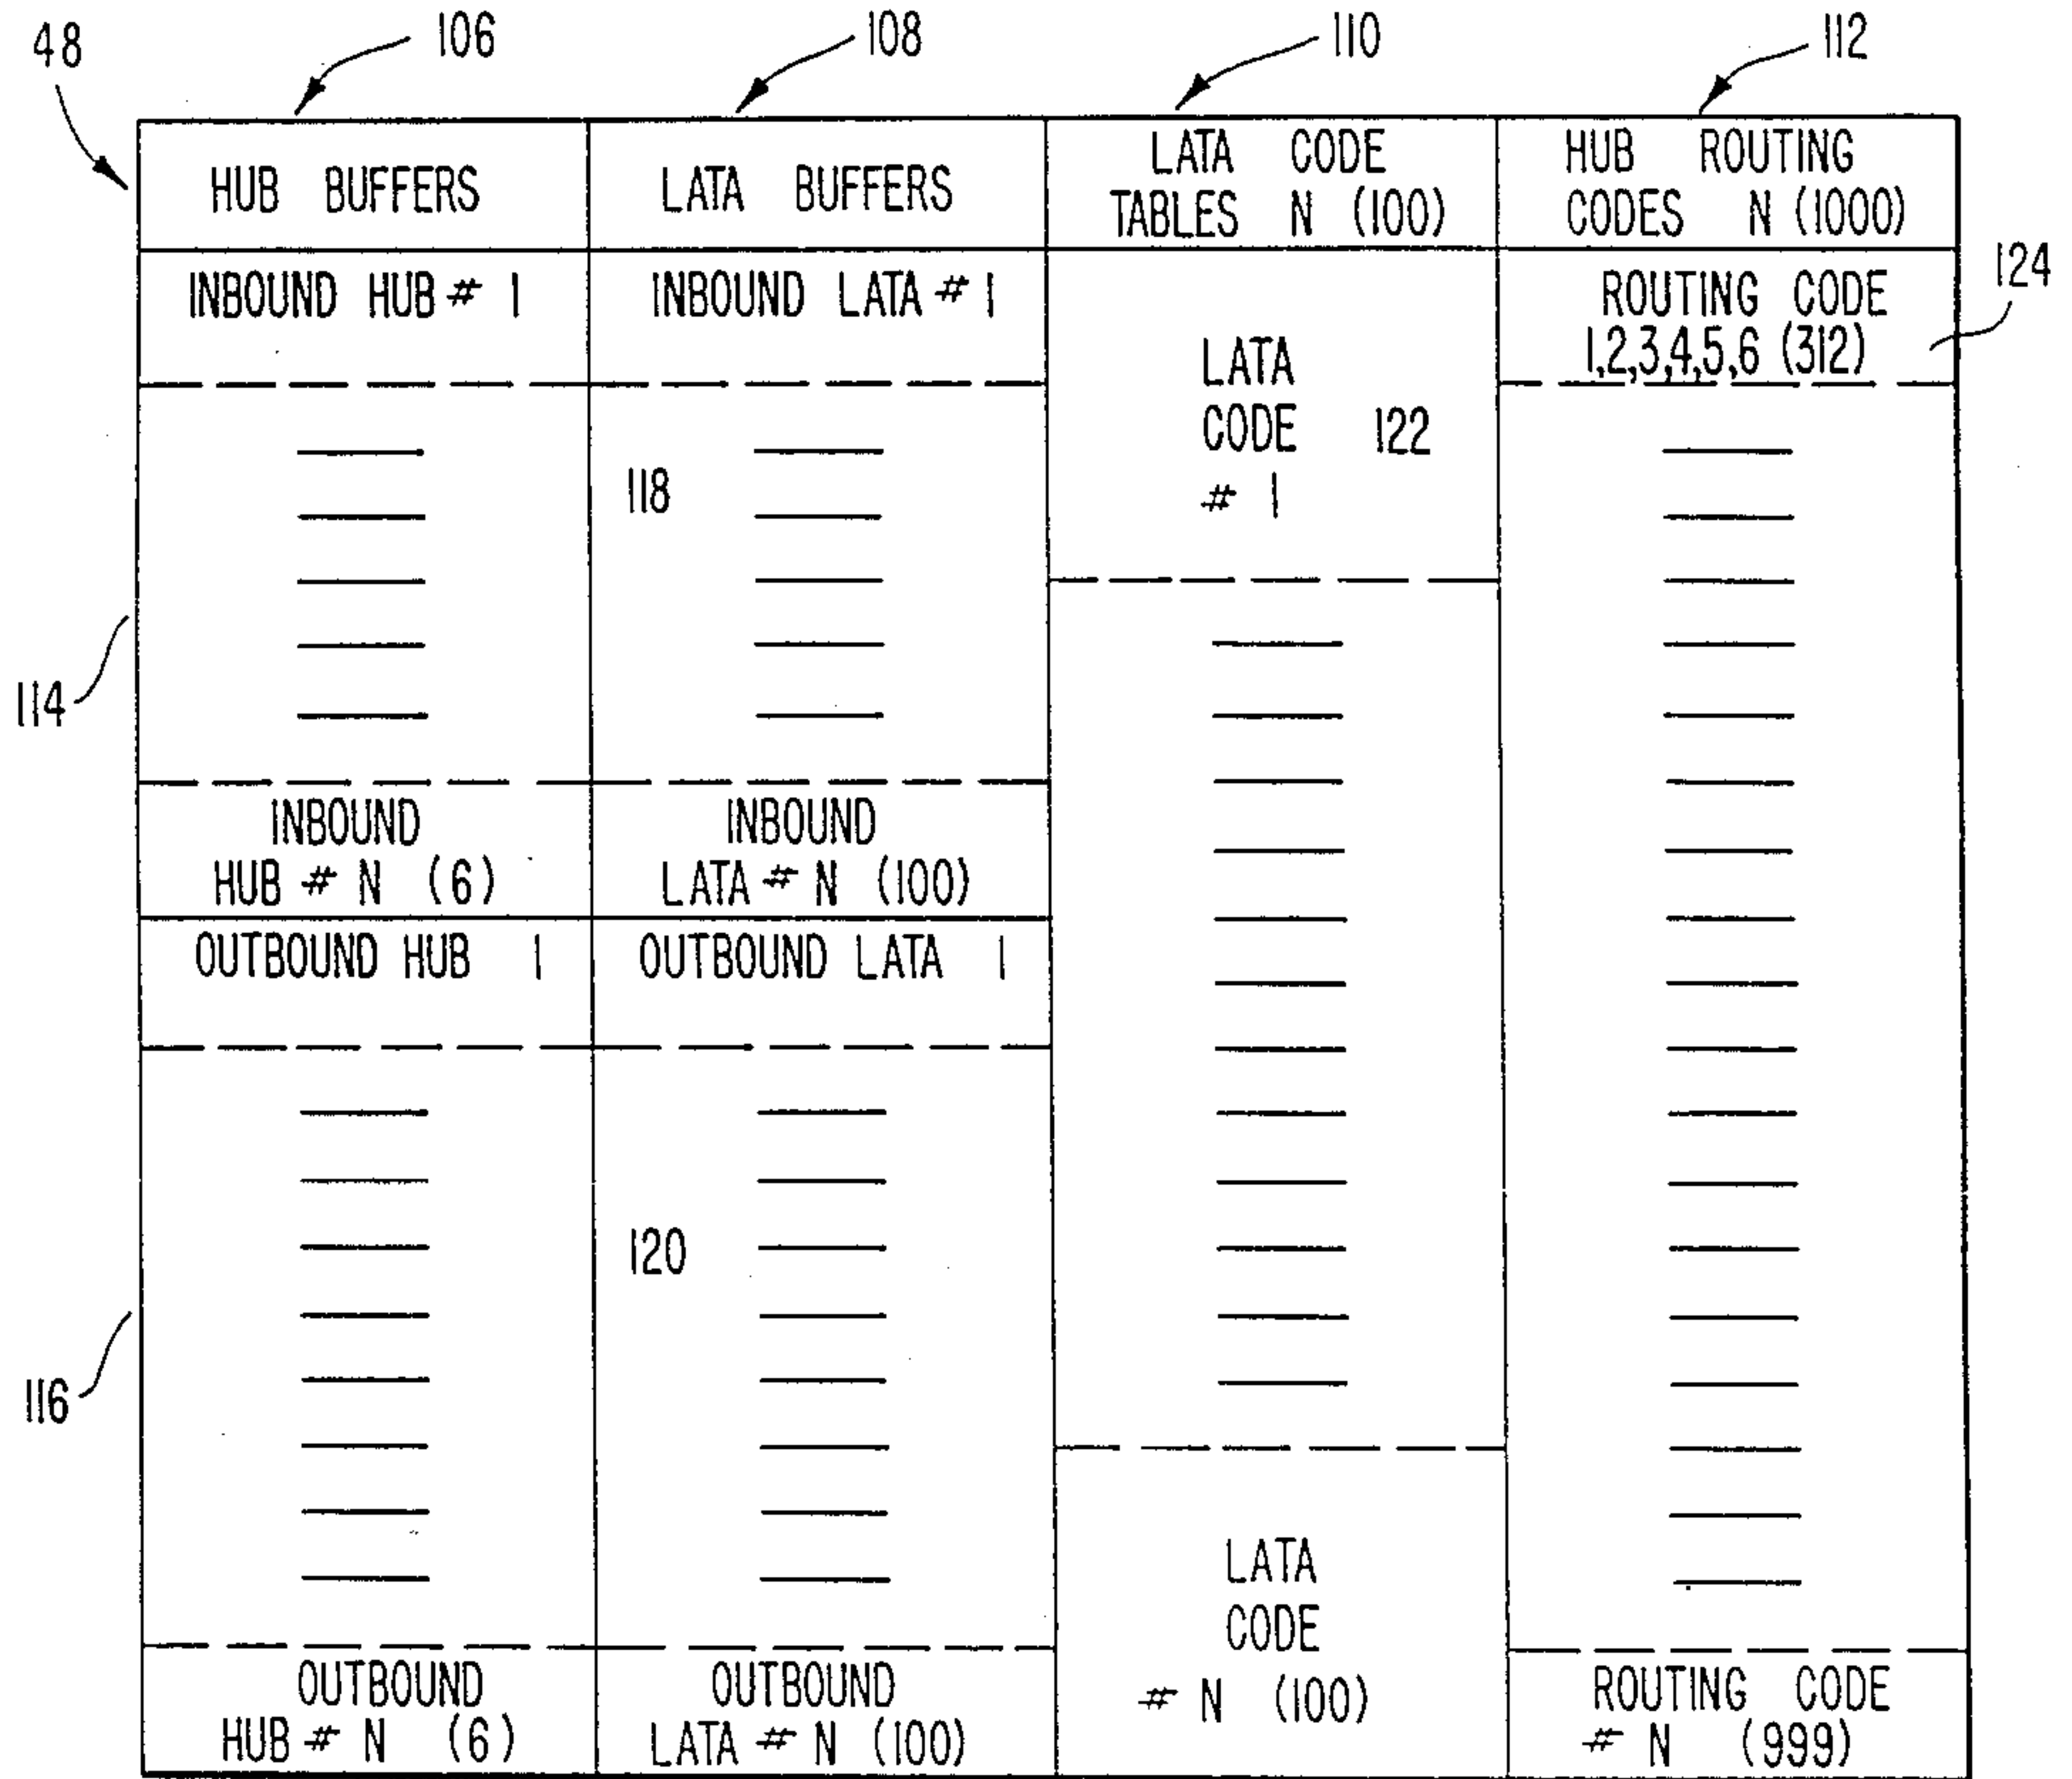 48
106
108
110
112
HUB BUFFERS
LATA BUFFERS
LATA CODE
TABLES N (100)
HUB ROUTING
CODES N (1000)
INBOUND HUB # 1
INBOUND LATA # 1
LATA
CODE
# 1
122
ROUTING CODE
1,2,3,4,5,6 (312)
124
118
114
INBOUND
HUB # N (6)
INBOUND
LATA # N (100)
OUTBOUND HUB 1
OUTBOUND LATA 1
120
116
OUTBOUND
HUB # N (6)
OUTBOUND
LATA # N (100)
LATA
CODE
# N (100)
ROUTING CODE
# N (999)